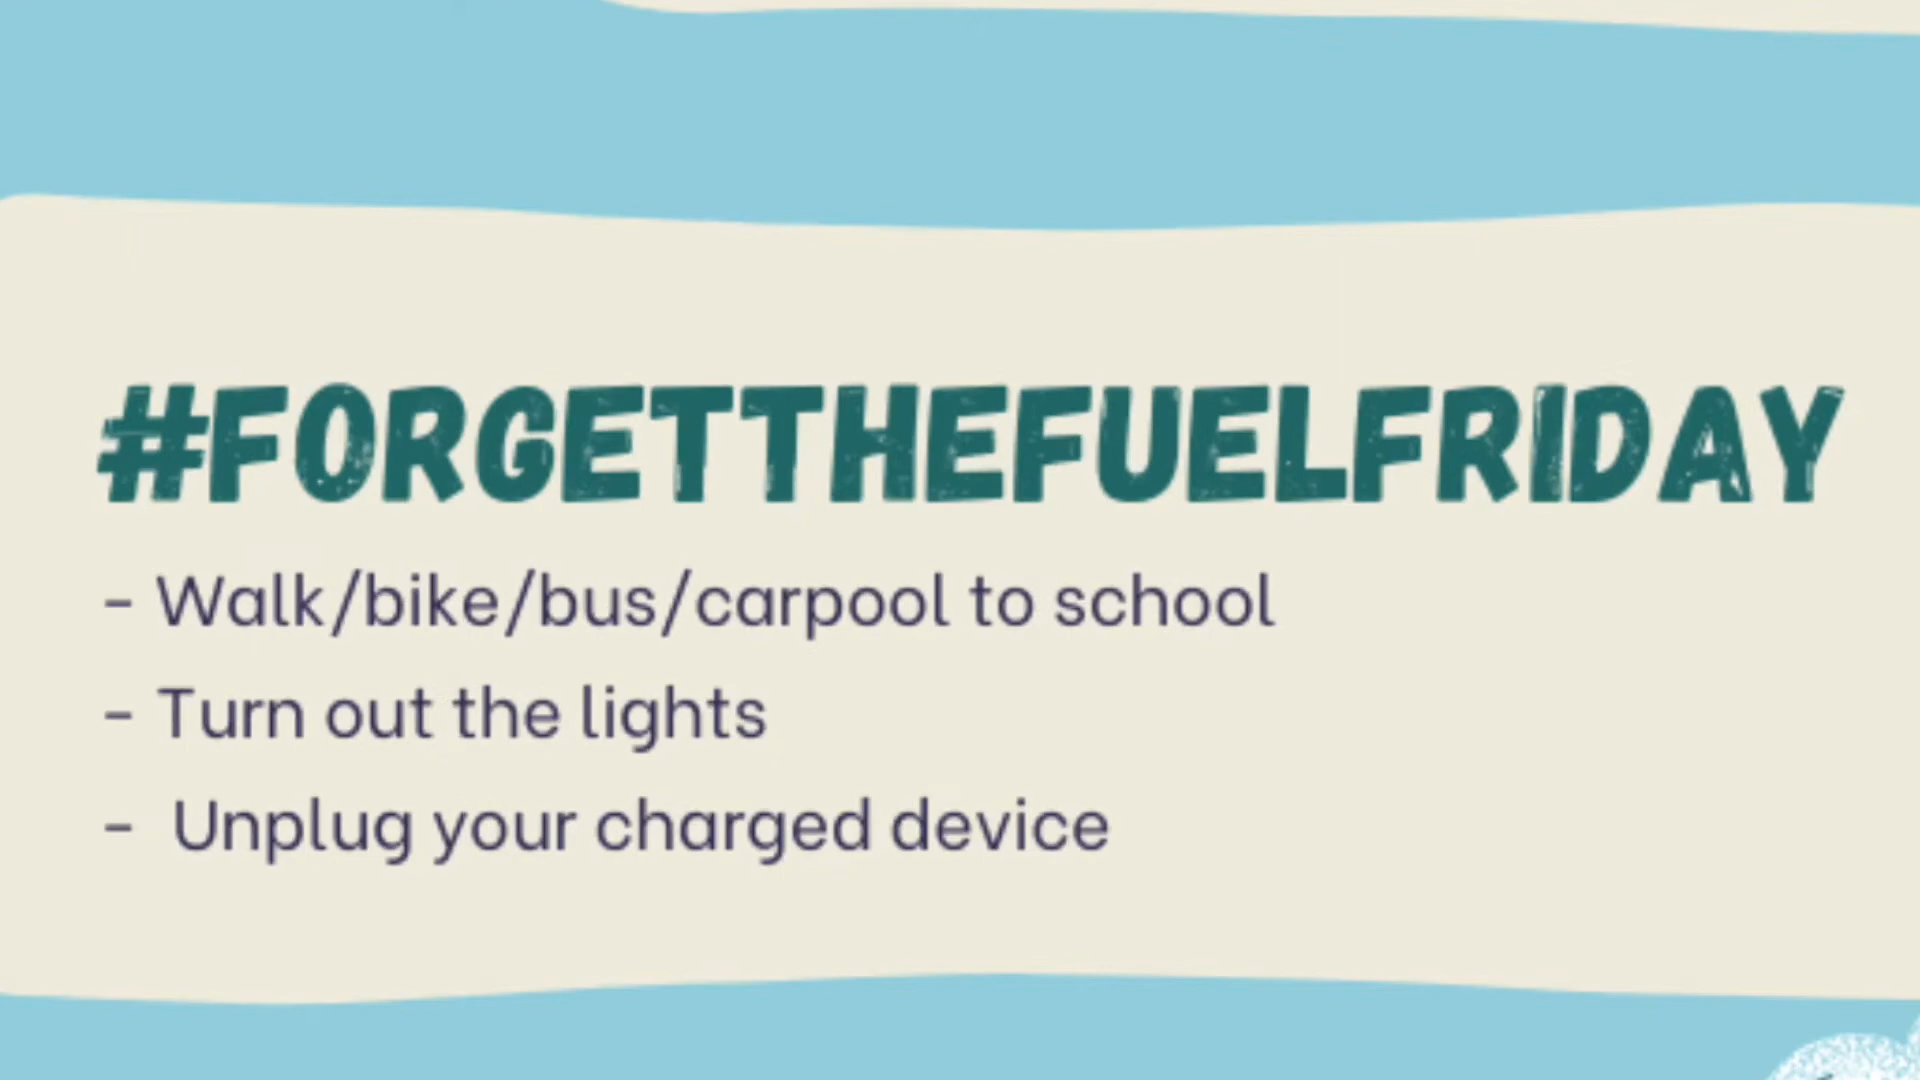 #FORGETTHEFUELFRIDAY
- Walk/bike/bus/carpool to school
- Turn out the lights
- Unplug your charged device